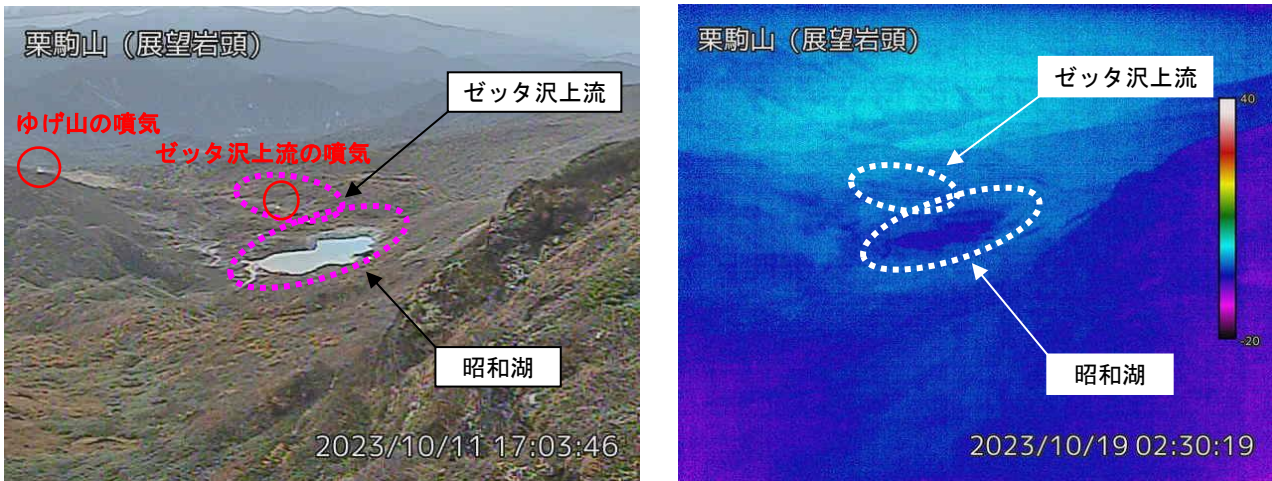 栗駒山（展望岩頭）
ゼッタ沢上流
ゆげ山の噴気
ゼッタ沢上流の噴気
昭和湖
2023/10/11 17:03:46
栗駒山（展望岩頭）
ゼッタ沢上流
40
-20
昭和湖
2023/10/19 02:30:19